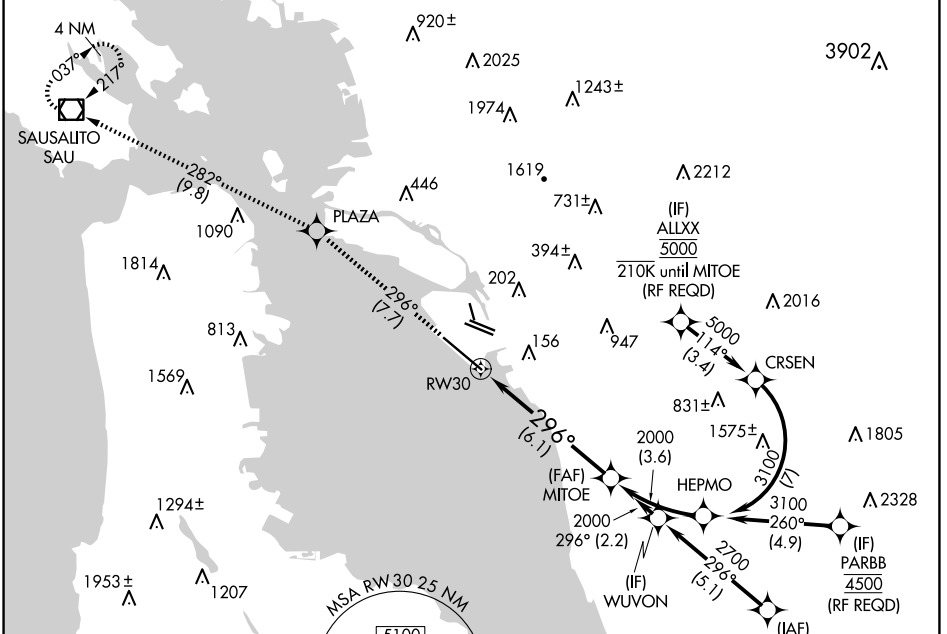 4 NM
037°
217°
SAUSALITO
SAU
920±
2025
1974
1243±
3902
282°
(9.8)
446
1619
731±
2212
1090
PLAZA
(IF)
ALLXX
5000
210K until MITOE
(RF REQD)
1814
394±
202
296°
(7.7)
2016
813
156
947
5000
114°
(3.4)
CRSEN
RW30
1569
831±
296°
(6.1)
1575±
1805
2000
(3.6)
3100
(7)
(FAF)
MITOE
HEPMO
1294±
2000
296° (2.2)
3100
260°
(4.9)
2328
(IF)
PARBB
4500
(RF REQD)
2700
296°
(5.1)
(IF)
WUVON
1953±
1207
MSA RW30 25 NM
5100
(IAF)